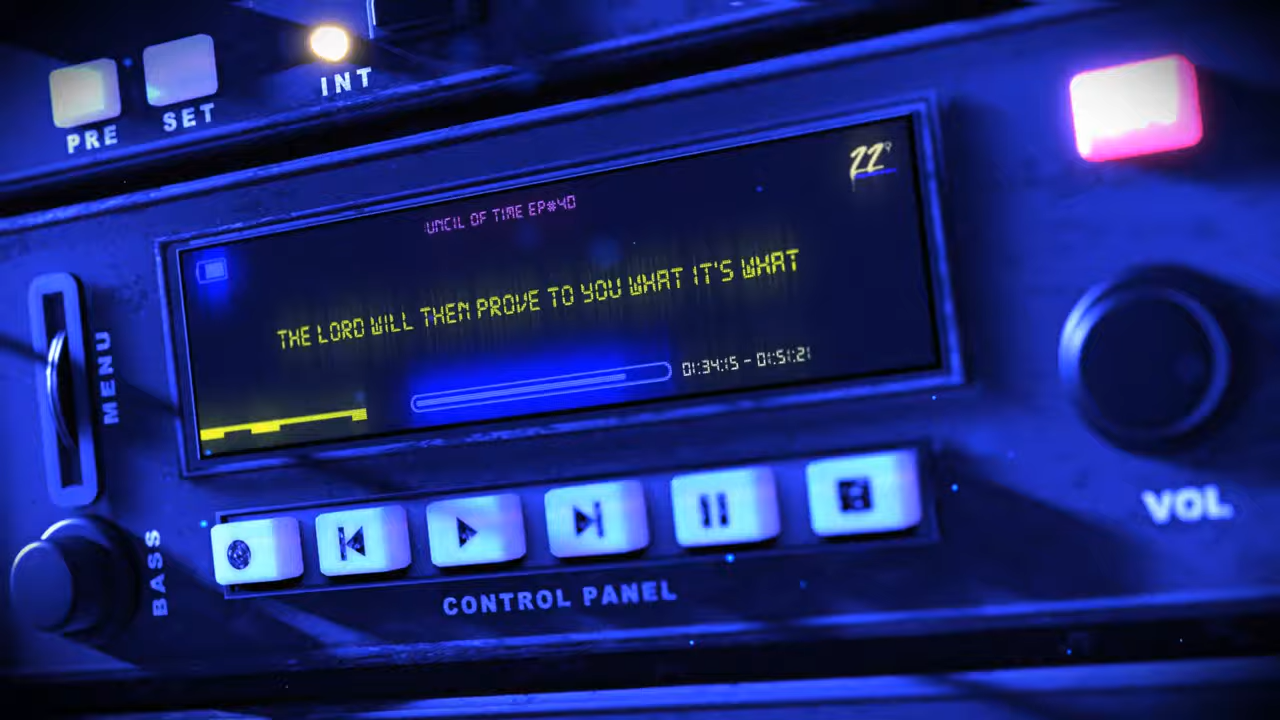 PRE
SET
INT
22°
UNCIL OF TIME EP#40
THE LORD WILL THEN PROVE TO YOU WHAT IT'S WHAT
01:34:15 - 01:51:21
MENU
BASS
CONTROL PANEL
VOL